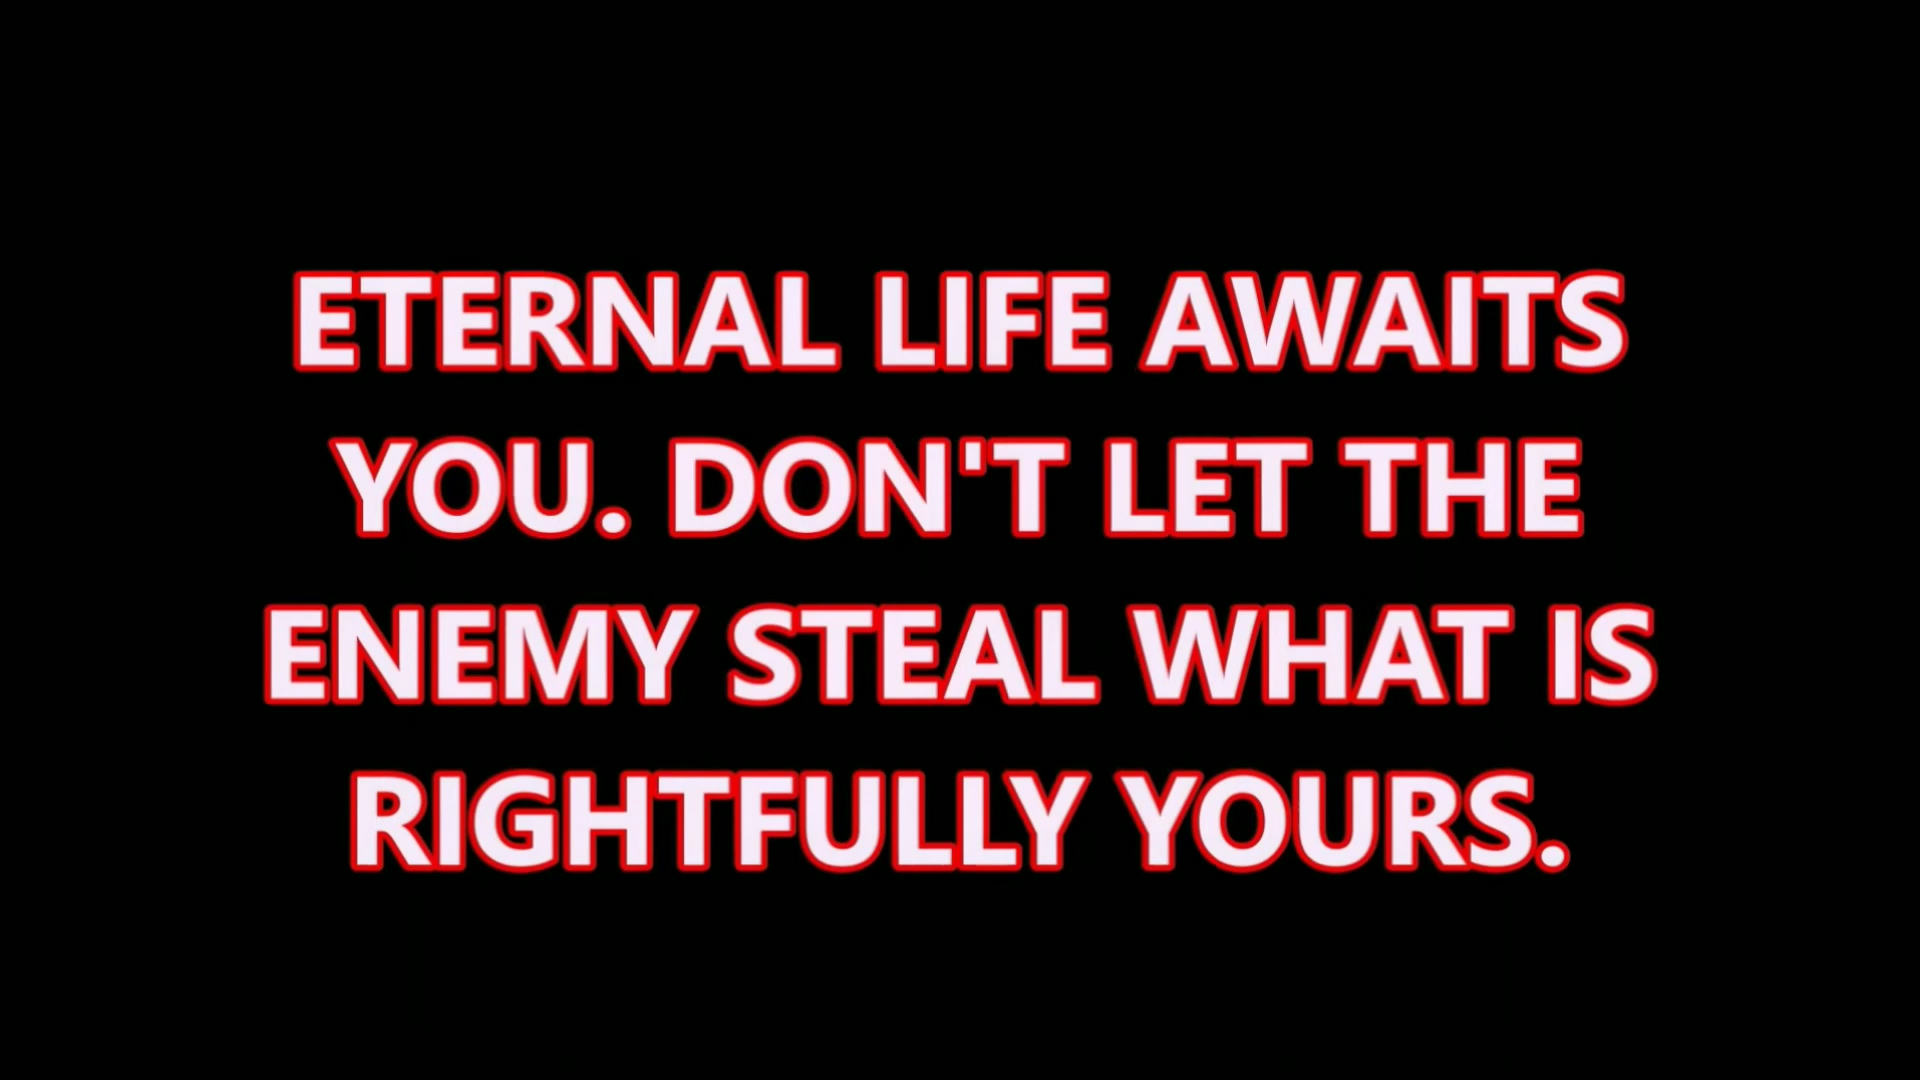 ETERNAL LIFE AWAITS
YOU. DON'T LET THE
ENEMY STEAL WHAT IS
RIGHTFULLY YOURS.